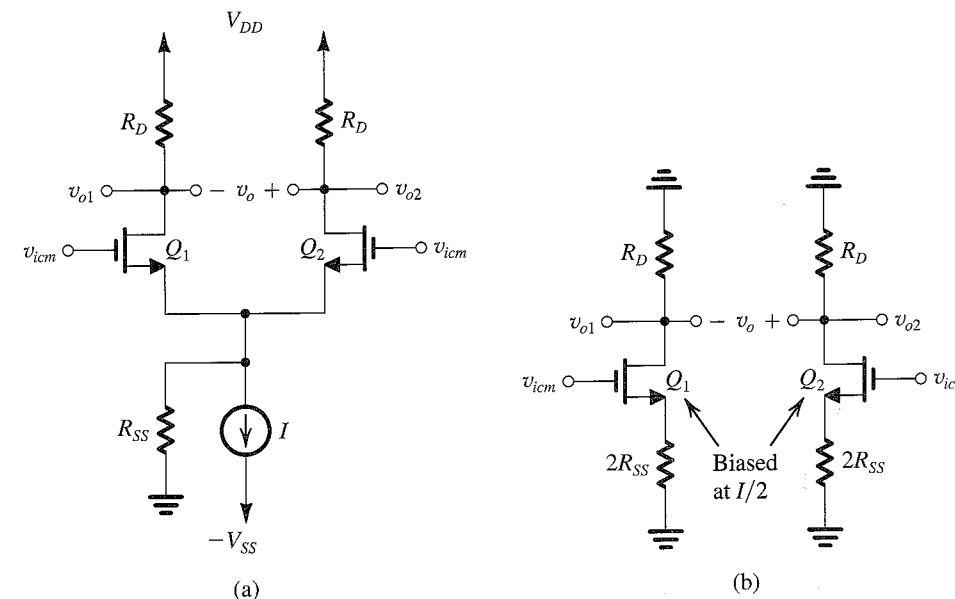 V_DD
R_D R_D
v_o1 − v_o + v_o2
v_icm Q_1 Q_2 v_icm
R_SS I
−V_SS
(a)
R_D R_D
v_o1 − v_o + v_o2
v_icm Q_1 Q_2 v_ic
2R_SS Biased at I/2 2R_SS
(b)